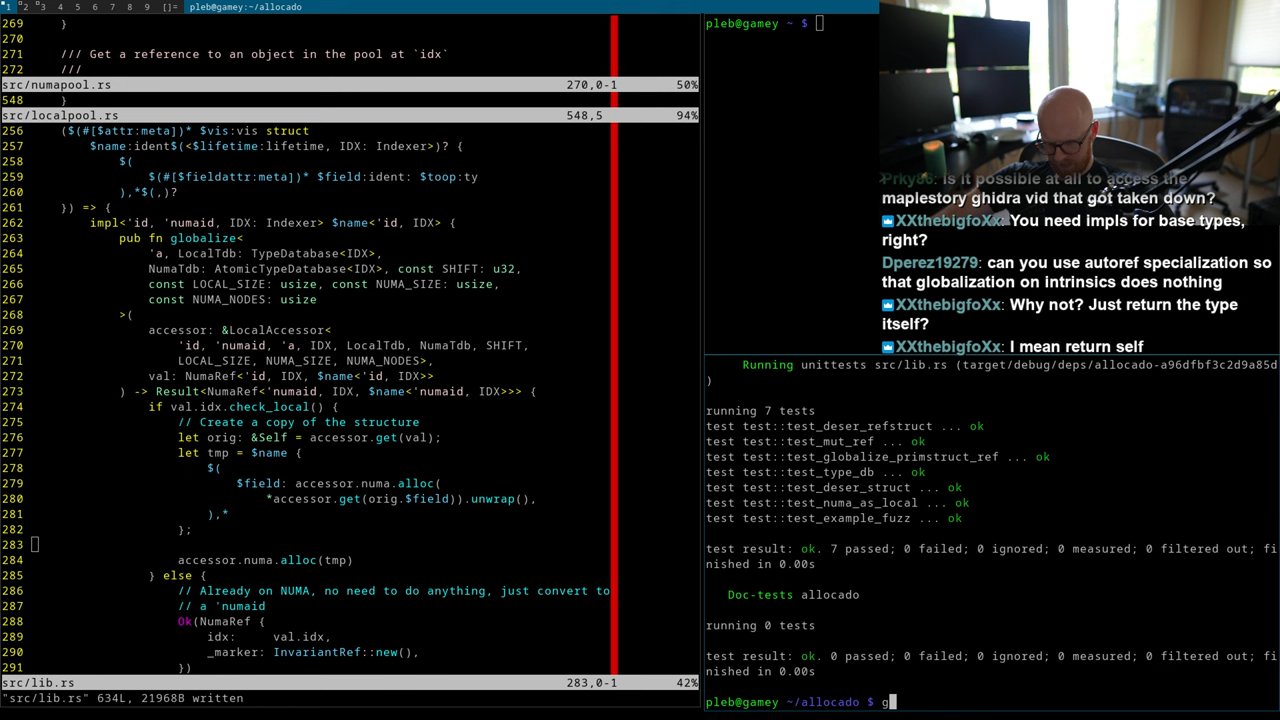 1 2 3 4 5 6 7 8 9 []= pleb@gamey:~/allocado
269     }
270
271     /// Get a reference to an object in the pool at `idx`
272     ///
src/numapool.rs 270,0-1 50%
548     }
src/localpool.rs 548,5 94%
256     ($(#[$attr:meta])* $vis:vis struct
257         $name:ident$(<$lifetime:lifetime, IDX: Indexer>)? {
258             $(
259                 $(#[$fieldattr:meta])* $field:ident: $toop:ty
260             ),*$(,)?
261     }) => {
262         impl<'id, 'numaid, IDX: Indexer> $name<'id, IDX> {
263             pub fn globalize<
264                 'a, LocalTdb: TypeDatabase<IDX>,
265                 NumaTdb: AtomicTypeDatabase<IDX>, const SHIFT: u32,
266                 const LOCAL_SIZE: usize, const NUMA_SIZE: usize,
267                 const NUMA_NODES: usize
268             >(
269                 accessor: &LocalAccessor<
270                     'id, 'numaid, 'a, IDX, LocalTdb, NumaTdb, SHIFT,
271                     LOCAL_SIZE, NUMA_SIZE, NUMA_NODES>,
272                 val: NumaRef<'id, IDX, $name<'id, IDX>>
273             ) -> Result<NumaRef<'numaid, IDX, $name<'numaid, IDX>>> {
274                 if val.idx.check_local() {
275                     // Create a copy of the structure
276                     let orig: &Self = accessor.get(val);
277                     let tmp = $name {
278                         $(
279                             $field: accessor.numa.alloc(
280                                 *accessor.get(orig.$field)).unwrap(),
281                         ),*
282                     };
283
284                     accessor.numa.alloc(tmp)
285                 } else {
286                     // Already on NUMA, no need to do anything, just convert to
287                     // a 'numaid
288                     Ok(NumaRef {
289                         idx:     val.idx,
290                         _marker: InvariantRef::new(),
291                     })
src/lib.rs 283,0-1 42%
"src/lib.rs" 634L, 21968B written
pleb@gamey ~ $
Prky86: Is it possible at all to access the
maplestory ghidra vid that got taken down?
XXthebigfoXx: You need impls for base types,
right?
Dperez19279: can you use autoref specialization so
that globalization on intrinsics does nothing
XXthebigfoXx: Why not? Just return the type
itself?
XXthebigfoXx: I mean return self
Running unittests src/lib.rs (target/debug/deps/allocado-a96dfbf3c2d9a85d
)
running 7 tests
test test::test_deser_refstruct ... ok
test test::test_mut_ref ... ok
test test::test_globalize_primstruct_ref ... ok
test test::test_type_db ... ok
test test::test_deser_struct ... ok
test test::test_numa_as_local ... ok
test test::test_example_fuzz ... ok
test result: ok. 7 passed; 0 failed; 0 ignored; 0 measured; 0 filtered out; fi
nished in 0.00s
Doc-tests allocado
running 0 tests
test result: ok. 0 passed; 0 failed; 0 ignored; 0 measured; 0 filtered out; fi
nished in 0.00s
pleb@gamey ~/allocado $ g